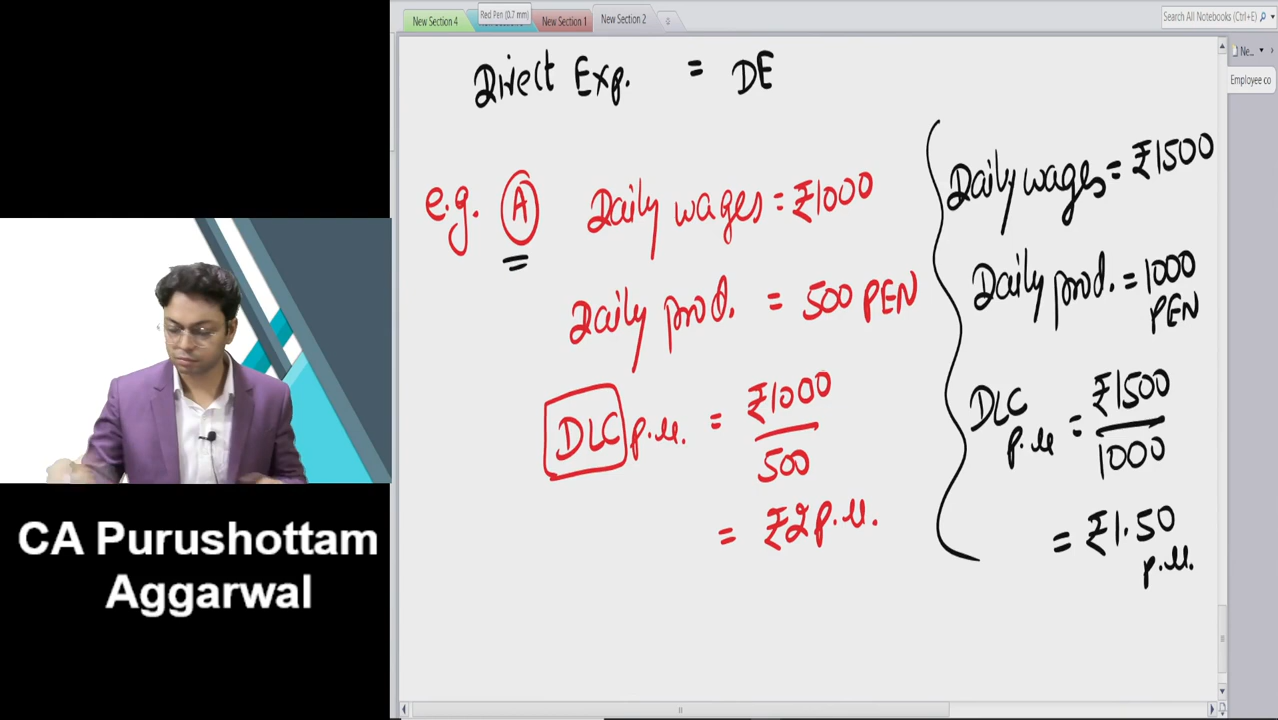 New Section 4
Red Pen (0.7 mm)
New Section 1
New Section 2
Search All Notebooks (Ctrl+E)
Ne...
Employee co
Direct Exp. = DE
e.g. A Daily wages = ₹1000
Daily prod. = 500 PEN
DLC p.u. = ₹1000
500
= ₹2 p.u.
Daily wages = ₹1500
Daily prod. = 1000
PEN
DLC
p.u = ₹1500
1000
= ₹1.50
p.u.
CA Purushottam
Aggarwal